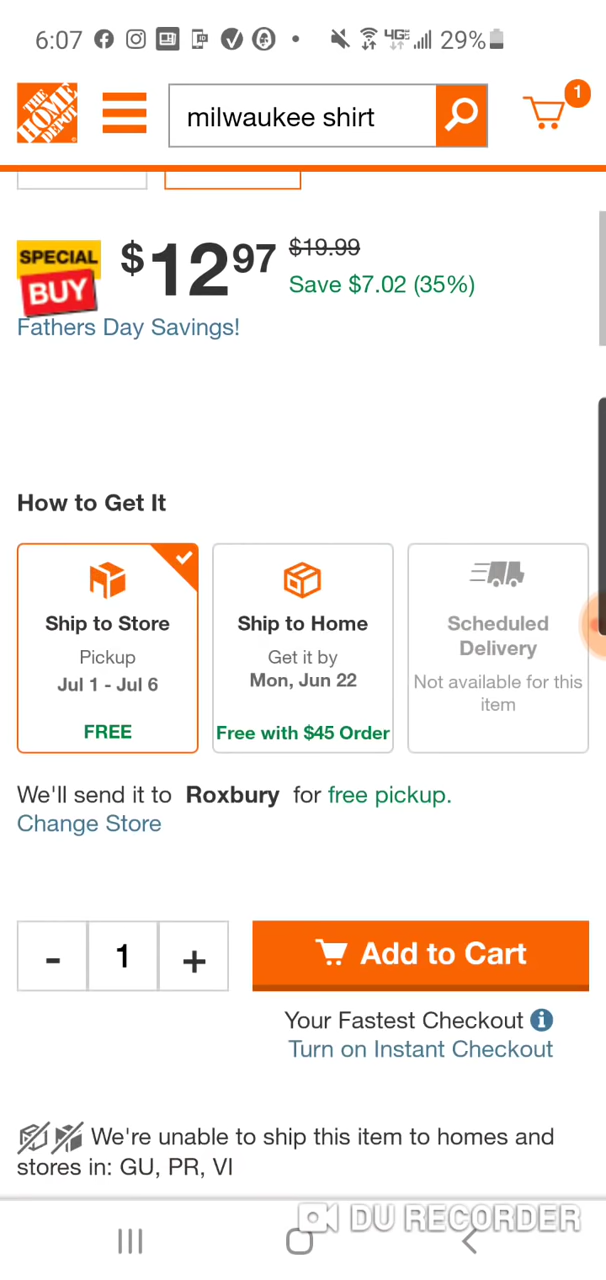 6:07
4GE
29%
THE HOME DEPOT
milwaukee shirt
1
SPECIAL BUY
$12.97
$19.99
Save $7.02 (35%)
Fathers Day Savings!
How to Get It
Ship to Store
Pickup
Jul 1 - Jul 6
FREE
Ship to Home
Get it by
Mon, Jun 22
Free with $45 Order
Scheduled
Delivery
Not available for this
item
We'll send it to Roxbury for free pickup.
Change Store
- 1 +
Add to Cart
Your Fastest Checkout i
Turn on Instant Checkout
We're unable to ship this item to homes and
stores in: GU, PR, VI
DU RECORDER